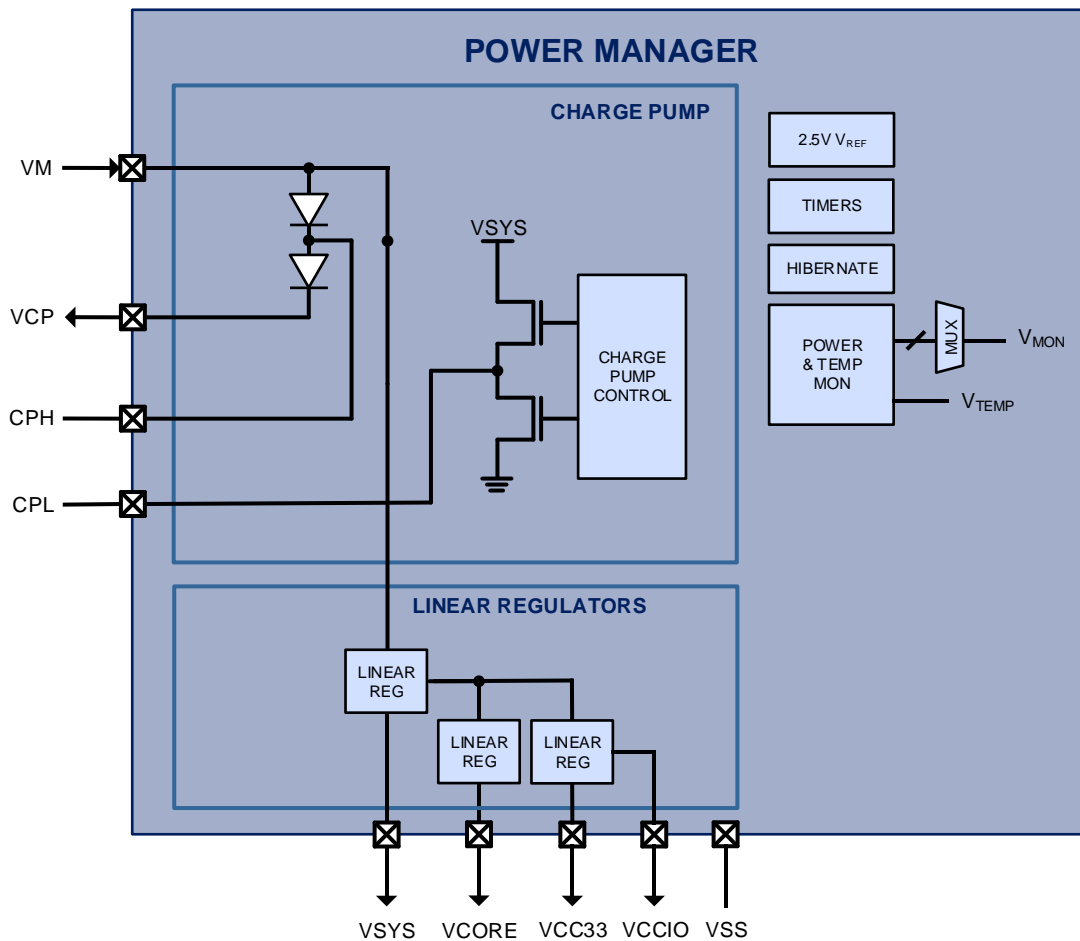 POWER MANAGER
CHARGE PUMP
VM
VCP
CPH
CPL
VSYS
CHARGE
PUMP
CONTROL
2.5V VREF
TIMERS
HIBERNATE
POWER
& TEMP
MON
MUX
VMON
VTEMP
LINEAR REGULATORS
LINEAR
REG
LINEAR
REG
LINEAR
REG
VSYS
VCORE
VCC33
VCCIO
VSS